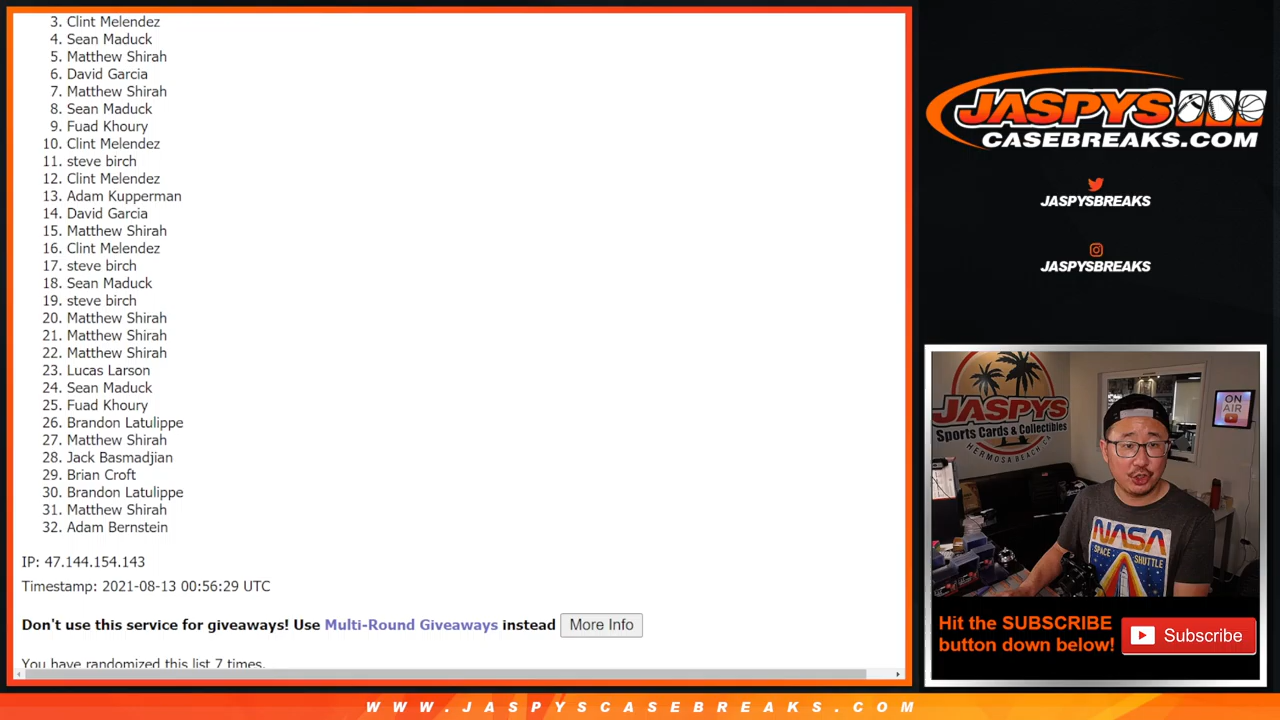 3. Clint Melendez
4. Sean Maduck
5. Matthew Shirah
6. David Garcia
7. Matthew Shirah
8. Sean Maduck
9. Fuad Khoury
10. Clint Melendez
11. steve birch
12. Clint Melendez
13. Adam Kupperman
14. David Garcia
15. Matthew Shirah
16. Clint Melendez
17. steve birch
18. Sean Maduck
19. steve birch
20. Matthew Shirah
21. Matthew Shirah
22. Matthew Shirah
23. Lucas Larson
24. Sean Maduck
25. Fuad Khoury
26. Brandon Latulippe
27. Matthew Shirah
28. Jack Basmadjian
29. Brian Croft
30. Brandon Latulippe
31. Matthew Shirah
32. Adam Bernstein
IP: 47.144.154.143
Timestamp: 2021-08-13 00:56:29 UTC
Don't use this service for giveaways! Use Multi-Round Giveaways instead More Info
You have randomized this list 7 times.
JASPYS
CASEBREAKS.COM
JASPYSBREAKS
JASPYSBREAKS
JASPYS
Sports Cards & Collectibles
HERMOSA BEACH, CA
ON
AIR
NASA
SPACE SHUTTLE
Hit the SUBSCRIBE
button down below!
Subscribe
WWW.JASPYSCASEBREAKS.COM